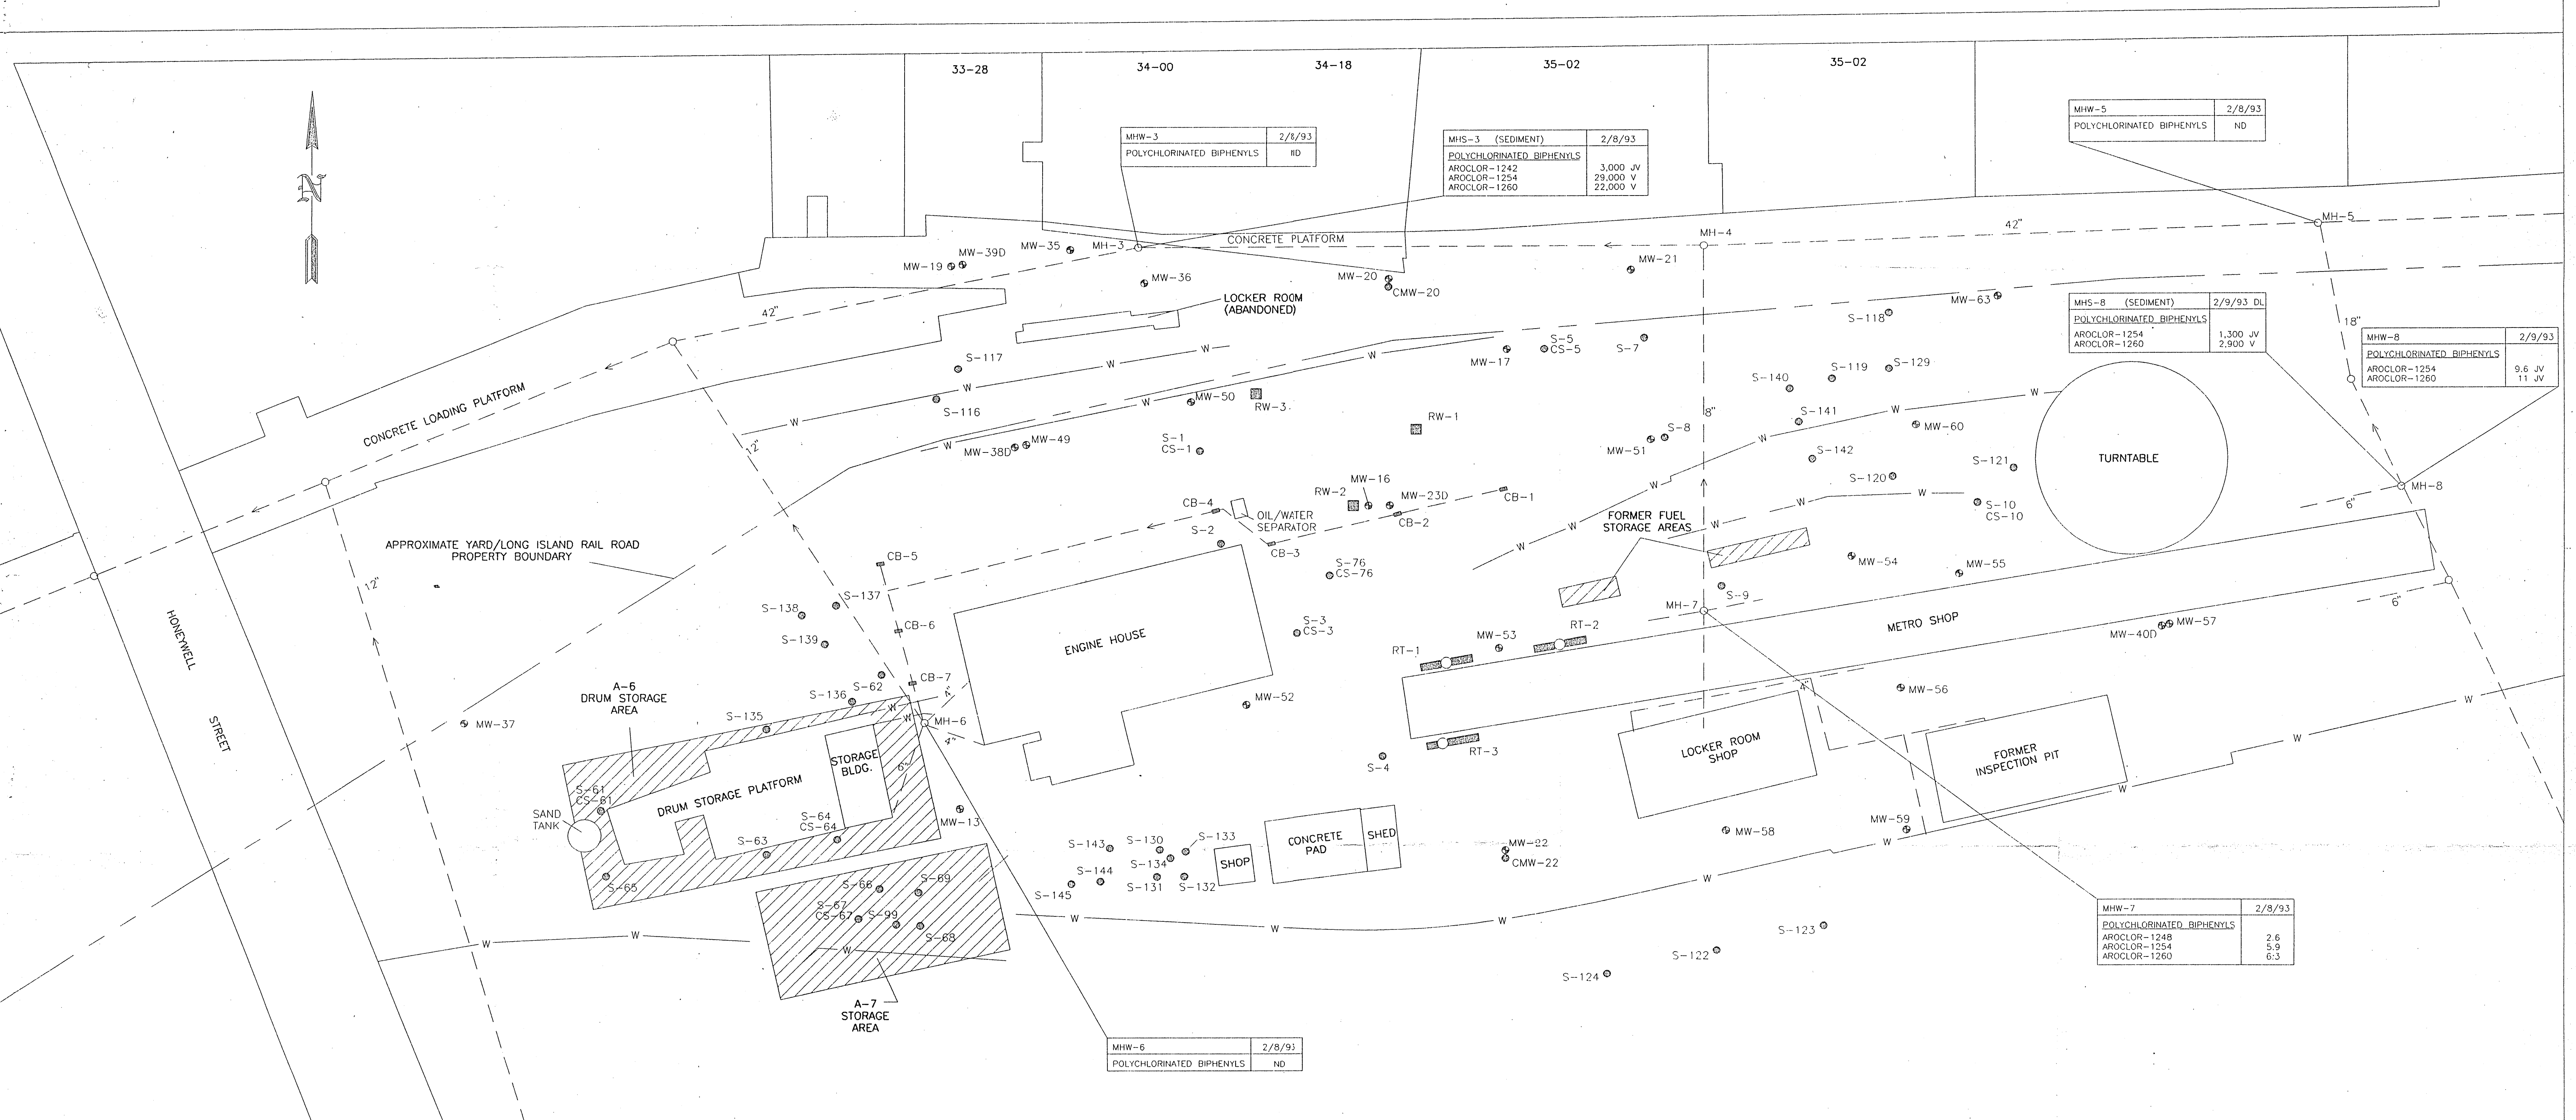 33-28
34-00
34-18
35-02
35-02
MHW-3 2/8/93
POLYCHLORINATED BIPHENYLS ND
MHS-3 (SEDIMENT) 2/8/93
POLYCHLORINATED BIPHENYLS
AROCLOR-1242 3,000 JV
AROCLOR-1254 29,000 V
AROCLOR-1260 22,000 V
MHW-5 2/8/93
POLYCHLORINATED BIPHENYLS ND
N
MH-5
42"
MH-4
CONCRETE PLATFORM
MH-3
MW-35
MW-39D
MW-19
MW-36
MW-20
CMW-20
MW-21
MW-63
LOCKER ROOM
(ABANDONED)
42"
S-118
MHS-8 (SEDIMENT) 2/9/93 DL
POLYCHLORINATED BIPHENYLS
AROCLOR-1254 1,300 JV
AROCLOR-1260 2,900 V
18"
MHW-8 2/9/93
POLYCHLORINATED BIPHENYLS
AROCLOR-1254 9.6 JV
AROCLOR-1260 11 JV
S-5
CS-5
S-7
MW-17
S-117
W
W
W
W
W
W
W
S-116
MW-50
RW-3
RW-1
S-140
S-119
S-129
S-141
W
W
W
W
W
MW-60
8"
CONCRETE LOADING PLATFORM
12"
MW-38D
MW-49
S-1
CS-1
MW-51
S-8
S-142
S-120
S-121
S-10
CS-10
TURNTABLE
MH-8
6"
CB-4
OIL/WATER
SEPARATOR
S-2
RW-2
MW-16
MW-23D
CB-1
CB-2
CB-3
FORMER FUEL
STORAGE AREAS
W
W
W
APPROXIMATE YARD/LONG ISLAND RAIL ROAD
PROPERTY BOUNDARY
CB-5
S-76
CS-76
MW-54
MW-55
12"
S-138
S-137
S-139
CB-6
S-3
CS-3
S-9
MH-7
6"
HONEYWELL
STREET
ENGINE HOUSE
METRO SHOP
MW-40D
MW-57
RT-1
MW-53
RT-2
CB-7
S-62
S-136
4"
A-6
DRUM STORAGE
AREA
S-135
W
W
MH-6
4"
MW-52
MW-56
4"
W
W
MW-37
STORAGE
BLDG.
6"
RT-3
S-4
LOCKER ROOM
SHOP
FORMER
INSPECTION PIT
DRUM STORAGE PLATFORM
S-61
CS-61
SAND
TANK
S-64
CS-64
S-63
MW-13
S-65
S-143
S-130
S-133
S-134
S-144
S-145
S-131
S-132
SHOP
CONCRETE
PAD
SHED
MW-22
CMW-22
MW-58
MW-59
W
W
S-66
S-69
S-67
CS-67
S-99
S-68
W
W
W
W
W
W
W
S-122
S-123
S-124
MHW-7 2/8/93
POLYCHLORINATED BIPHENYLS
AROCLOR-1248 2.6
AROCLOR-1254 5.9
AROCLOR-1260 6.3
A-7
STORAGE
AREA
MHW-6 2/8/93
POLYCHLORINATED BIPHENYLS ND